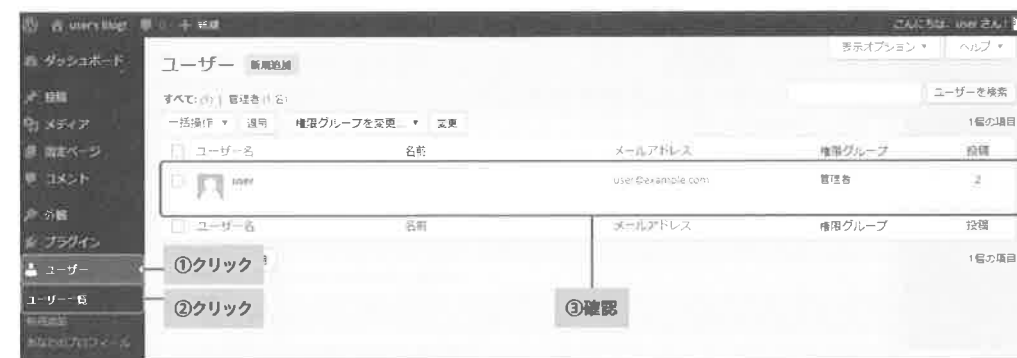 user's Blog 0 + 新規
こんにちは、user さん！
表示オプション ▼ ヘルプ ▼
ダッシュボード
投稿
メディア
固定ページ
コメント
外観
プラグイン
ユーザー
ユーザー一覧
新規追加
あなたのプロフィール
ユーザー 新規追加
すべて (1) | 管理者 (1名)
ユーザーを検索
一括操作 ▼ 適用 権限グループを変更… ▼ 変更
1個の項目
ユーザー名 名前 メールアドレス 権限グループ 投稿
user user@example.com 管理者 2
ユーザー名 名前 メールアドレス 権限グループ 投稿
1個の項目
①クリック
②クリック
③確認